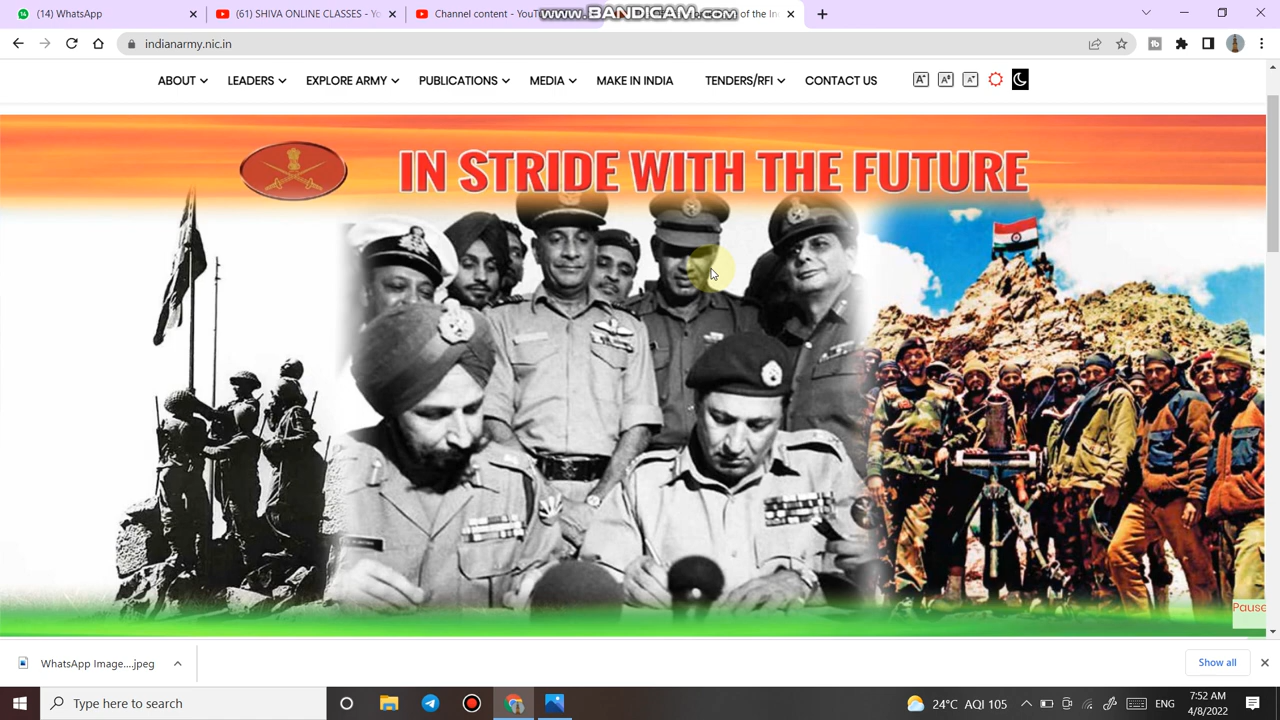 (14) WhatsApp
(61) SHIVA ONLINE CLASSES - Yo
Channel content - YouTu
www.BANDICAM.com
of the In
indianarmy.nic.in
ABOUT
LEADERS
EXPLORE ARMY
PUBLICATIONS
MEDIA
MAKE IN INDIA
TENDERS/RFI
CONTACT US
IN STRIDE WITH THE FUTURE
Pause
WhatsApp Image....jpeg
Show all
Type here to search
24°C AQI 105
ENG
7:52 AM
4/8/2022